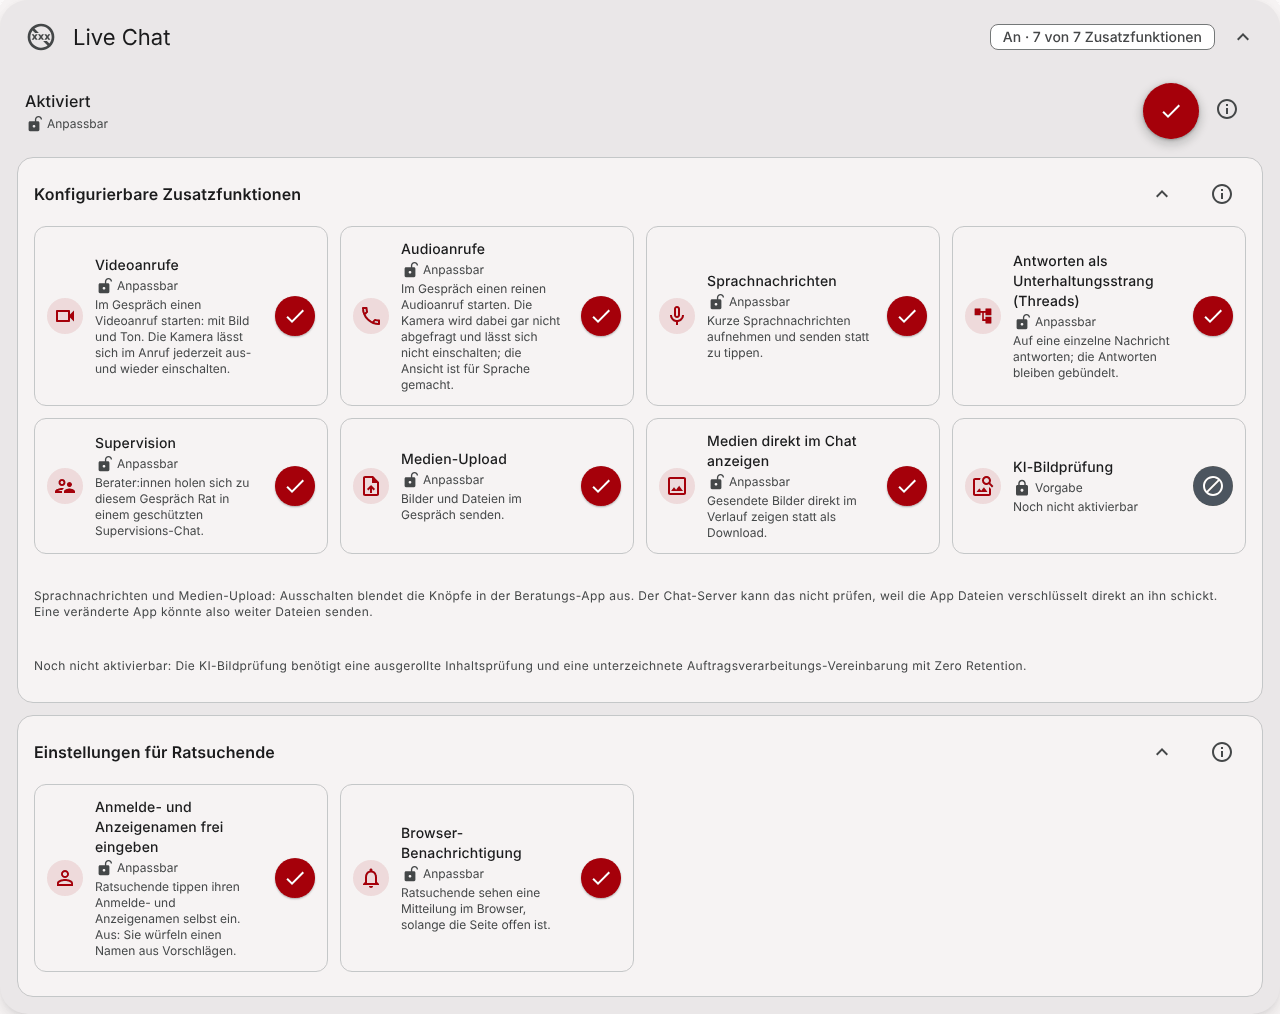 Live Chat
An · 7 von 7 Zusatzfunktionen
Aktiviert
Anpassbar
Konfigurierbare Zusatzfunktionen
Videoanrufe
Anpassbar
Im Gespräch einen
Videoanruf starten: mit Bild
und Ton. Die Kamera lässt
sich im Anruf jederzeit aus-
und wieder einschalten.
Audioanrufe
Anpassbar
Im Gespräch einen reinen
Audioanruf starten. Die
Kamera wird dabei gar nicht
abgefragt und lässt sich
nicht einschalten; die
Ansicht ist für Sprache
gemacht.
Sprachnachrichten
Anpassbar
Kurze Sprachnachrichten
aufnehmen und senden statt
zu tippen.
Antworten als
Unterhaltungsstrang
(Threads)
Anpassbar
Auf eine einzelne Nachricht
antworten; die Antworten
bleiben gebündelt.
Supervision
Anpassbar
Berater:innen holen sich zu
diesem Gespräch Rat in
einem geschützten
Supervisions-Chat.
Medien-Upload
Anpassbar
Bilder und Dateien im
Gespräch senden.
Medien direkt im Chat
anzeigen
Anpassbar
Gesendete Bilder direkt im
Verlauf zeigen statt als
Download.
KI-Bildprüfung
Vorgabe
Noch nicht aktivierbar
Sprachnachrichten und Medien-Upload: Ausschalten blendet die Knöpfe in der Beratungs-App aus. Der Chat-Server kann das nicht prüfen, weil die App Dateien verschlüsselt direkt an ihn schickt.
Eine veränderte App könnte also weiter Dateien senden.
Noch nicht aktivierbar: Die KI-Bildprüfung benötigt eine ausgerollte Inhaltsprüfung und eine unterzeichnete Auftragsverarbeitungs-Vereinbarung mit Zero Retention.
Einstellungen für Ratsuchende
Anmelde- und
Anzeigenamen frei
eingeben
Anpassbar
Ratsuchende tippen ihren
Anmelde- und
Anzeigenamen selbst ein.
Aus: Sie würfeln einen
Namen aus Vorschlägen.
Browser-
Benachrichtigung
Anpassbar
Ratsuchende sehen eine
Mitteilung im Browser,
solange die Seite offen ist.